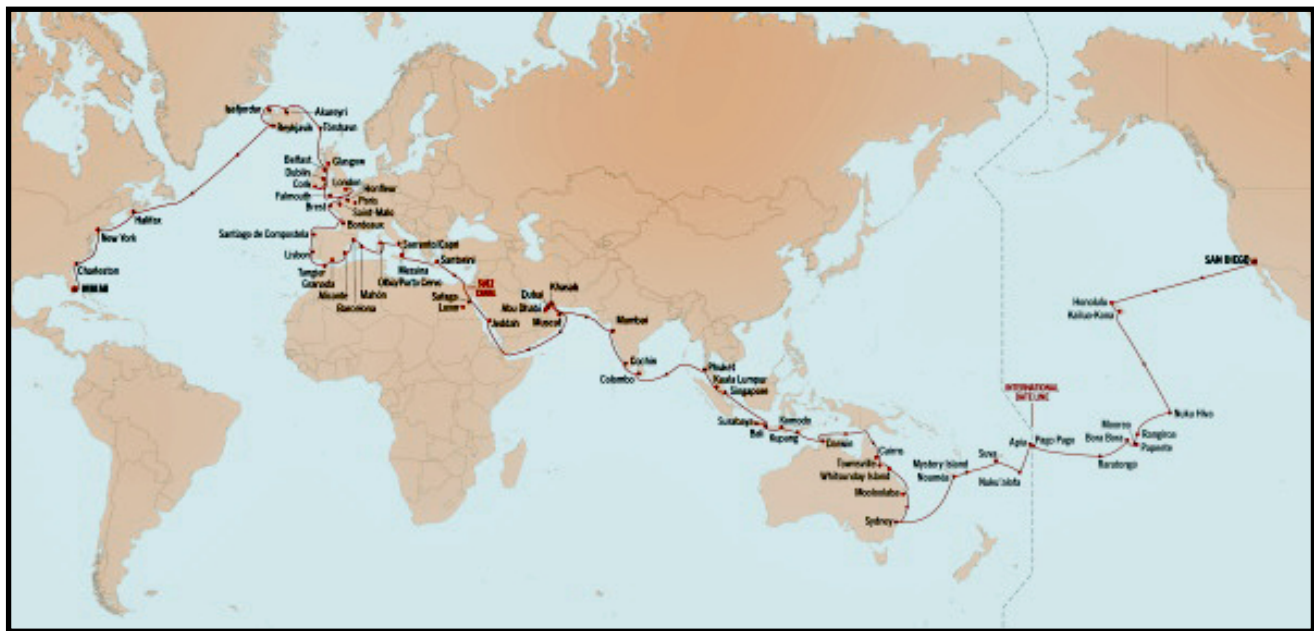 Isafjordur
Akureyri
Reykjavik
Tórshavn
Belfast
Glasgow
Dublin
Cork
London
Honfleur
Falmouth
Paris
Brest
Saint-Malo
Bordeaux
Halifax
New York
Santiago de Compostela
Lisbon
Charleston
MIAMI
Tangier
Granada
Alicante
Barcelona
Mahón
Olbia/Porto Cervo
Messina
Sorrento/Capri
Santorini
SUEZ
CANAL
Safaga
Luxor
Jeddah
Dubai
Khasab
Abu Dhabi
Muscat
Mumbai
Cochin
Colombo
Phuket
Kuala Lumpur
Singapore
Surabaya
Bali
Komodo
Kupang
Darwin
Cairns
Townsville
Whitsunday Island
Mooloolaba
Sydney
Mystery Island
Nouméa
Suva
Nuku'alofa
INTERNATIONAL
DATE LINE
Apia
Pago Pago
Rarotonga
Moorea
Bora Bora
Rangiroa
Papeete
Nuku Hiva
Honolulu
Kailua-Kona
SAN DIEGO